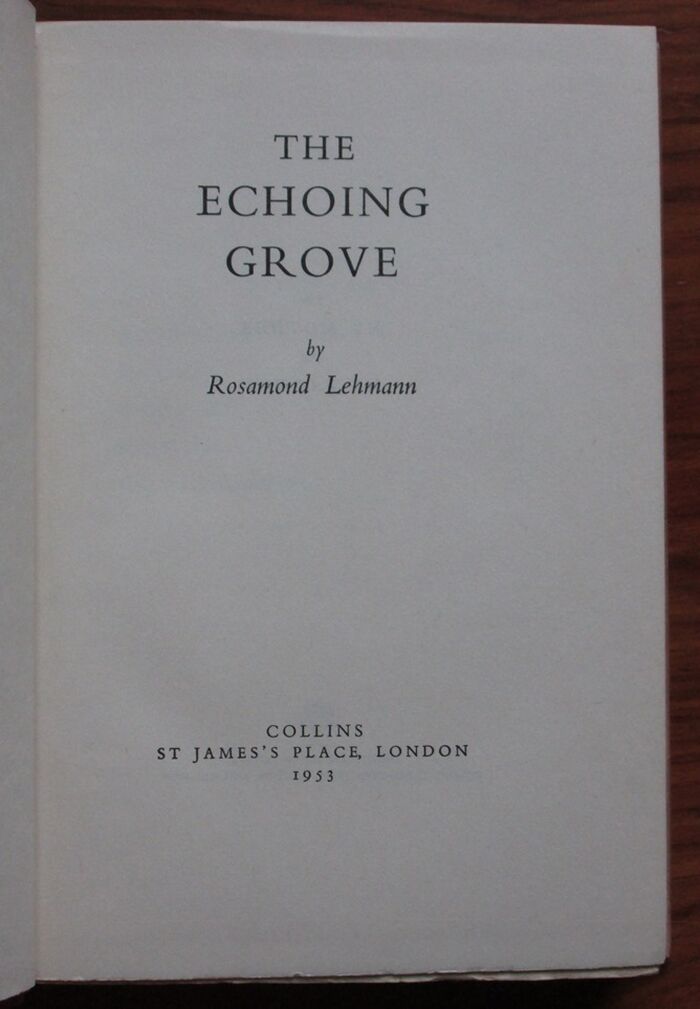 THE
ECHOING
GROVE
by
Rosamond Lehmann
COLLINS
ST JAMES'S PLACE, LONDON
1953